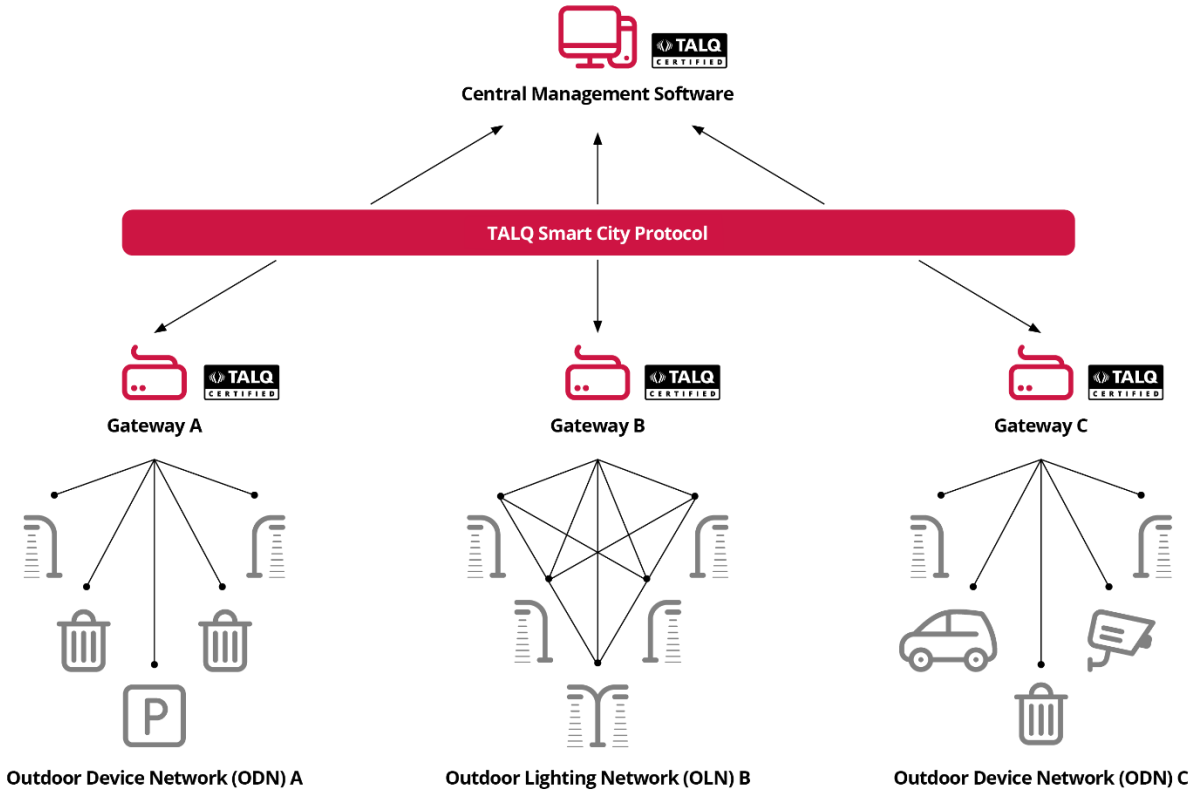 TALQ
CERTIFIED
Central Management Software
TALQ Smart City Protocol
TALQ
CERTIFIED
Gateway A
TALQ
CERTIFIED
Gateway B
TALQ
CERTIFIED
Gateway C
P
Outdoor Device Network (ODN) A
Outdoor Lighting Network (OLN) B
Outdoor Device Network (ODN) C